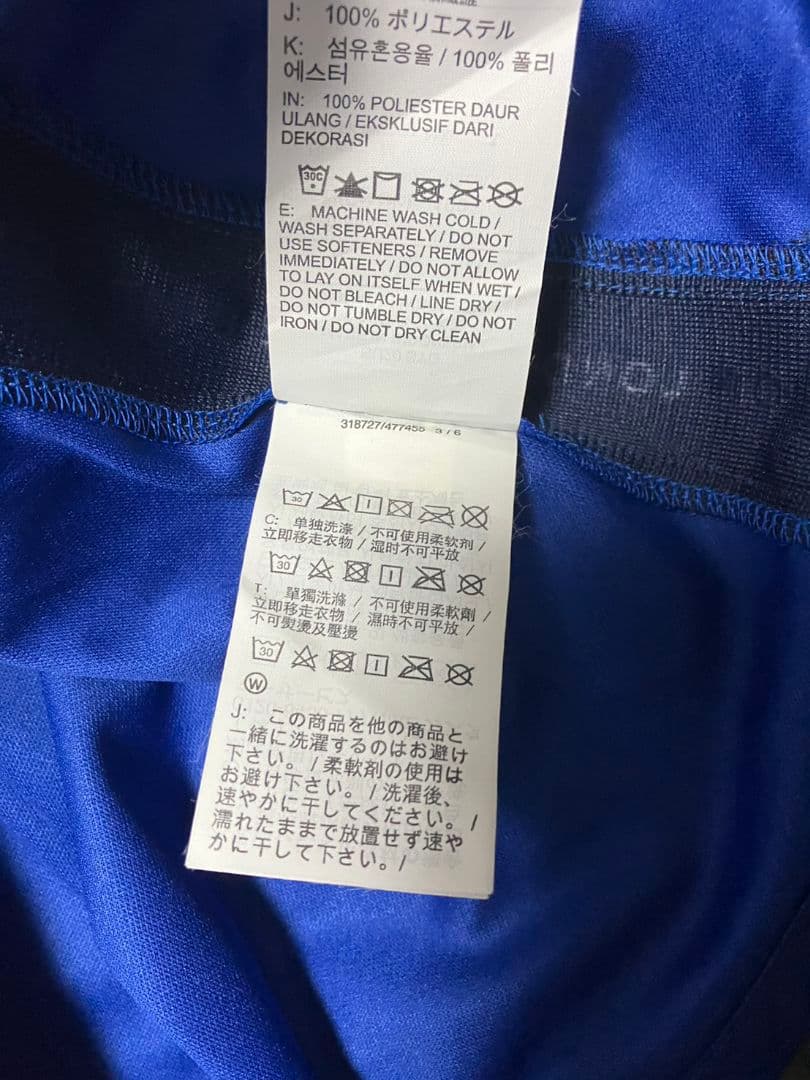 J: 100% ポリエステル
K: 섬유혼용율 / 100% 폴리
에스터
IN: 100% POLIESTER DAUR
ULANG / EKSKLUSIF DARI
DEKORASI
30C
E: MACHINE WASH COLD /
WASH SEPARATELY / DO NOT
USE SOFTENERS / REMOVE
IMMEDIATELY / DO NOT ALLOW
TO LAY ON ITSELF WHEN WET /
DO NOT BLEACH / LINE DRY /
DO NOT TUMBLE DRY / DO NOT
IRON / DO NOT DRY CLEAN
318727/477455 3 / 6
30
C: 单独洗涤 / 不可使用柔软剂 /
立即移走衣物 / 湿时不可平放
30
T: 單獨洗滌 / 不可使用柔軟劑 /
立即移走衣物 / 濕時不可平放 /
不可熨燙及壓燙
30
W
J: この商品を他の商品と
一緒に洗濯するのはお避け
下さい。/ 柔軟剤の使用は
お避け下さい。 / 洗濯後、
速やかに干してください。 /
濡れたままで放置せず速や
かに干して下さい。/